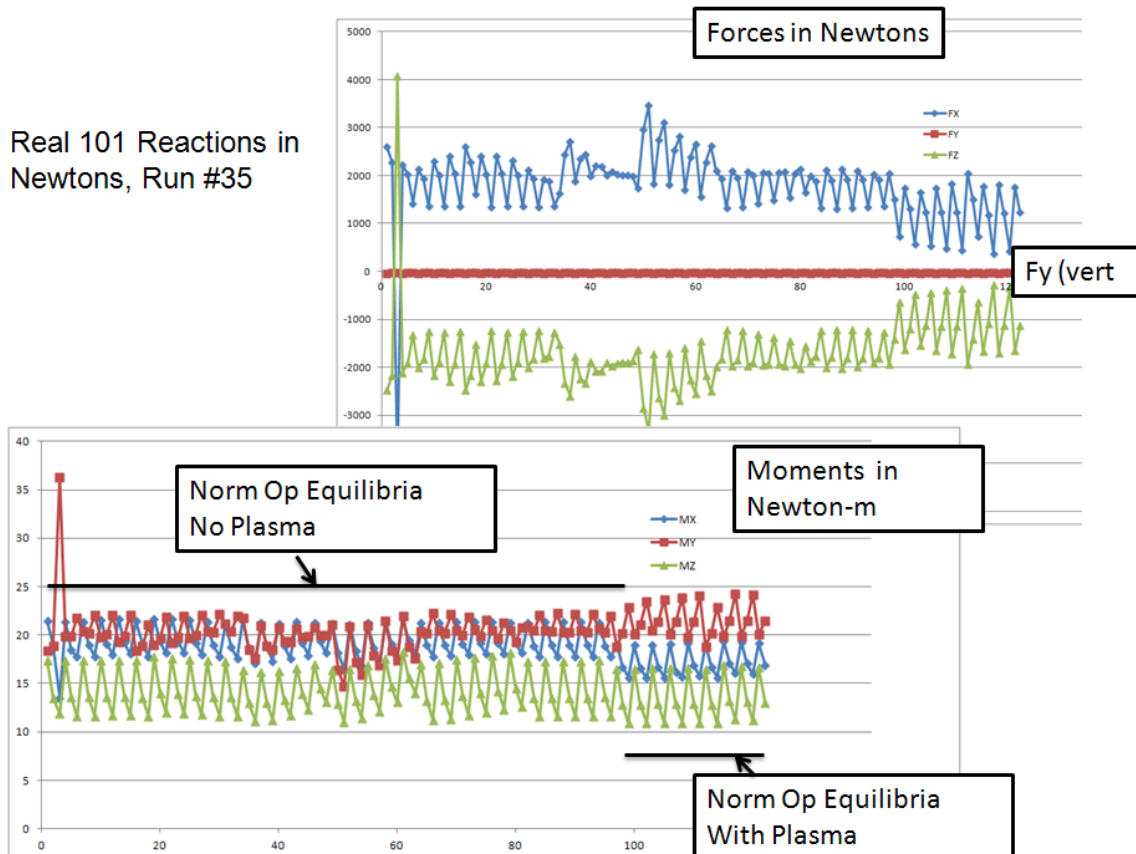 Forces in Newtons
Real 101 Reactions in
Newtons, Run #35
5000
4000
3000
2000
1000
0
-1000
-2000
-3000
0
20
40
60
80
100
FX
FY
FZ
Fy (vert
40
35
30
25
20
15
10
5
0
0
20
40
60
80
100
Norm Op Equilibria
No Plasma
Moments in
Newton-m
MX
MY
MZ
Norm Op Equilibria
With Plasma